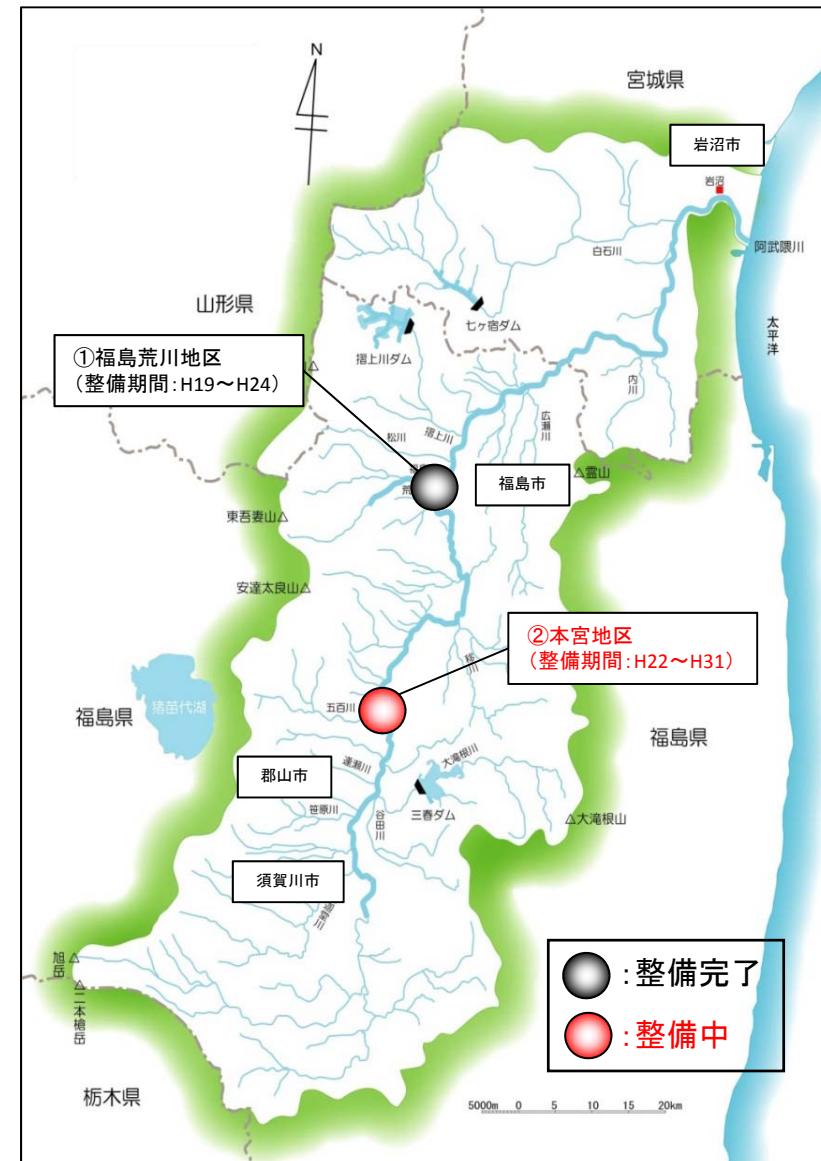 N
宮城県
岩沼市
岩沼
白石川
阿武隈川
山形県
七ヶ宿ダム
太平洋
①福島荒川地区
（整備期間：H19～H24）
摺上川ダム
内川
広瀬川
松川
摺上川
福島市
△霊山
東吾妻山△
安達太良山△
②本宮地区
（整備期間：H22～H31）
猪苗代湖
福島県
五百川
福島県
逢瀬川
大滝根川
郡山市
笹原川
谷田川
三春ダム
△大滝根山
須賀川市
旭岳△
△二本槍岳
：整備完了
：整備中
栃木県
5000m 0 5 10 15 20km